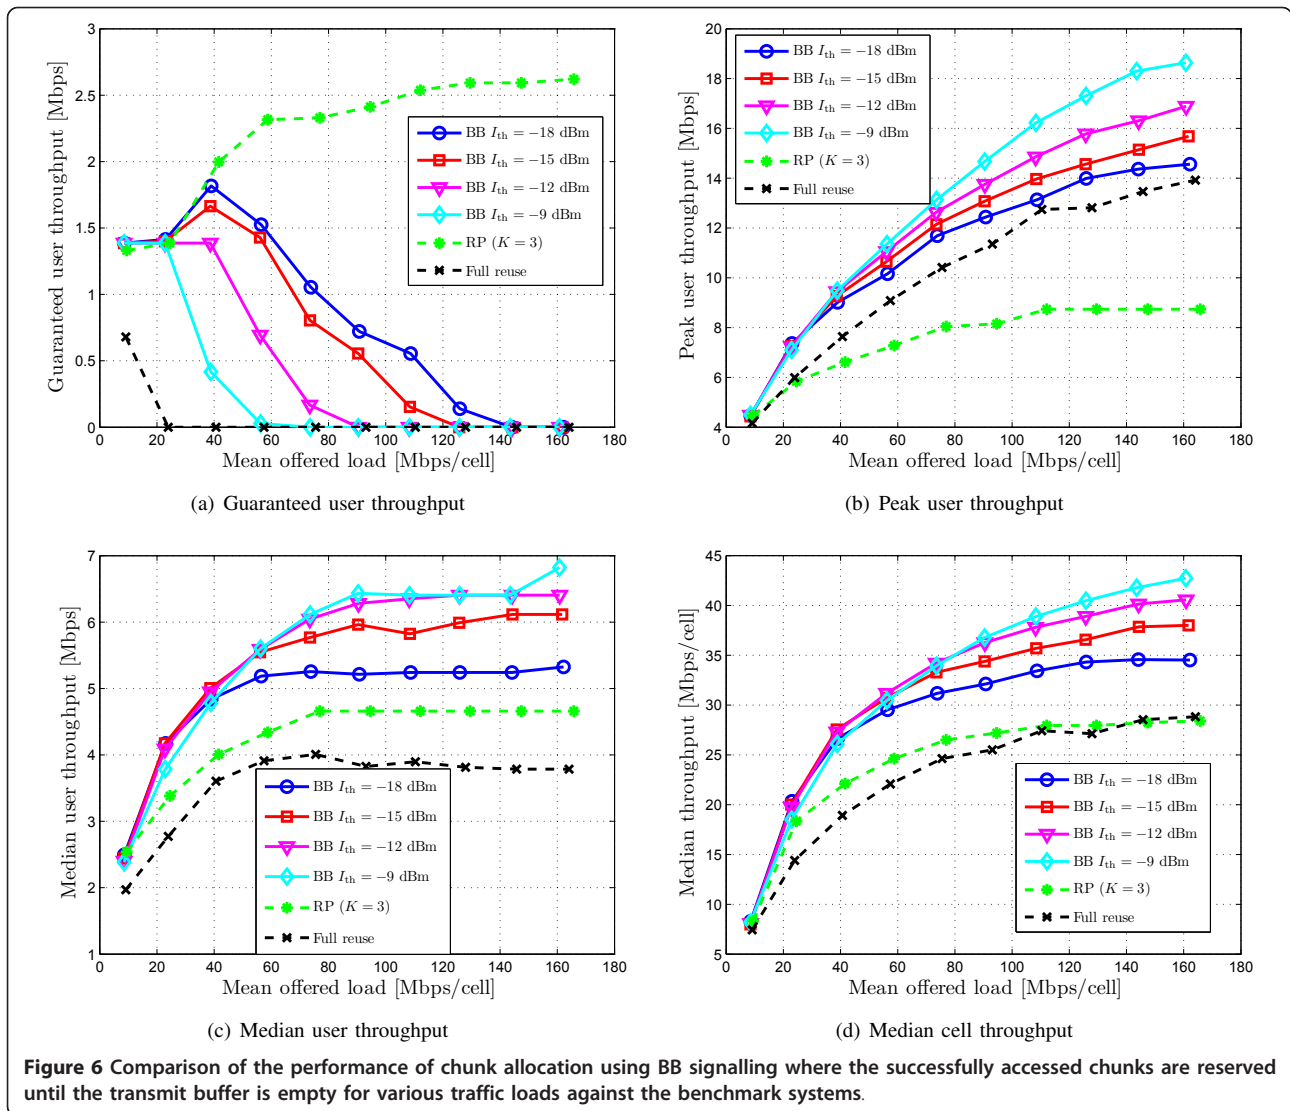 3
2.5
2
1.5
1
0.5
0
0 20 40 60 80 100 120 140 160 180
Guaranteed user throughput [Mbps]
Mean offered load [Mbps/cell]
BB I_th = −18 dBm
BB I_th = −15 dBm
BB I_th = −12 dBm
BB I_th = −9 dBm
RP (K = 3)
Full reuse
(a) Guaranteed user throughput
20
18
16
14
12
10
8
6
4
0 20 40 60 80 100 120 140 160 180
Peak user throughput [Mbps]
Mean offered load [Mbps/cell]
BB I_th = −18 dBm
BB I_th = −15 dBm
BB I_th = −12 dBm
BB I_th = −9 dBm
RP (K = 3)
Full reuse
(b) Peak user throughput
7
6
5
4
3
2
1
0 20 40 60 80 100 120 140 160 180
Median user throughput [Mbps]
Mean offered load [Mbps/cell]
BB I_th = −18 dBm
BB I_th = −15 dBm
BB I_th = −12 dBm
BB I_th = −9 dBm
RP (K = 3)
Full reuse
(c) Median user throughput
45
40
35
30
25
20
15
10
5
0 20 40 60 80 100 120 140 160 180
Median throughput [Mbps/cell]
Mean offered load [Mbps/cell]
BB I_th = −18 dBm
BB I_th = −15 dBm
BB I_th = −12 dBm
BB I_th = −9 dBm
RP (K = 3)
Full reuse
(d) Median cell throughput
Figure 6 Comparison of the performance of chunk allocation using BB signalling where the successfully accessed chunks are reserved
until the transmit buffer is empty for various traffic loads against the benchmark systems.